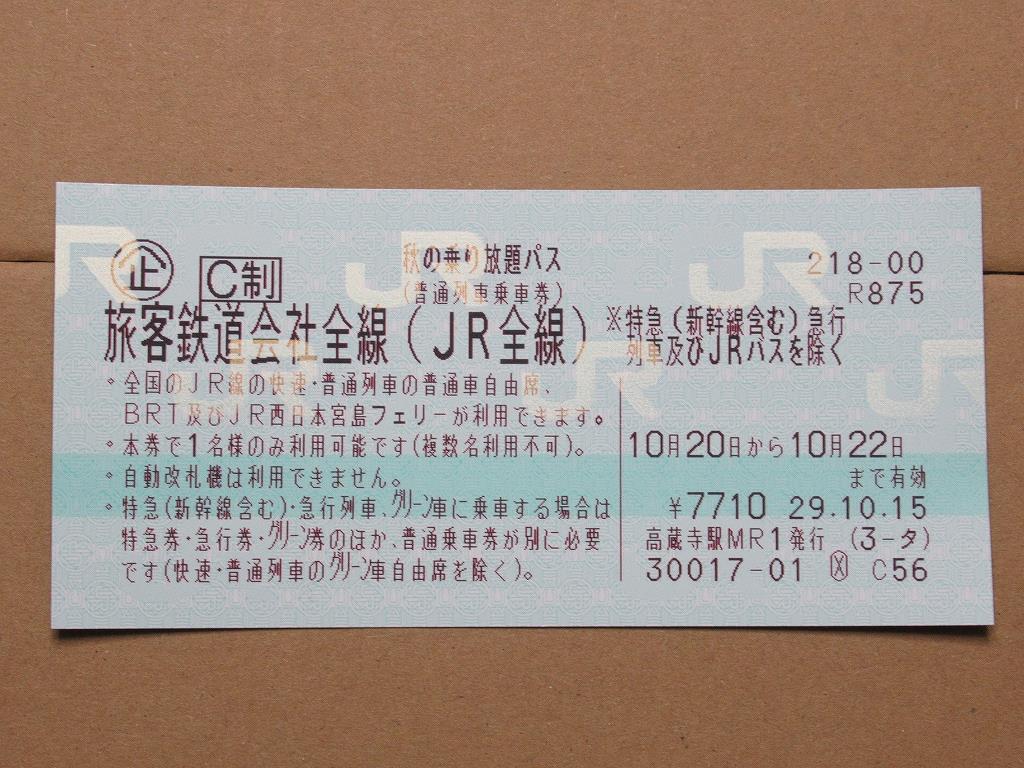 企 C制 秋の乗り放題パス 218-00
(普通列車乗車券) R875
旅客鉄道会社全線(JR全線) ※特急(新幹線含む)急行
列車及びJRバスを除く
・全国のJR線の快速・普通列車の普通車自由席、
BRT及びJR西日本宮島フェリーが利用できます。
・本券で1名様のみ利用可能です(複数名利用不可)。
・自動改札機は利用できません。
・特急(新幹線含む)・急行列車、グリーン車に乗車する場合は
特急券・急行券・グリーン券のほか、普通乗車券が別に必要
です(快速・普通列車のグリーン車自由席を除く)。
10月20日から10月22日
まで有効
¥7710 29.10.15
高蔵寺駅MR1発行 (3-タ)
30017-01 Ⓧ C56
JR JR JR
JR JR JR